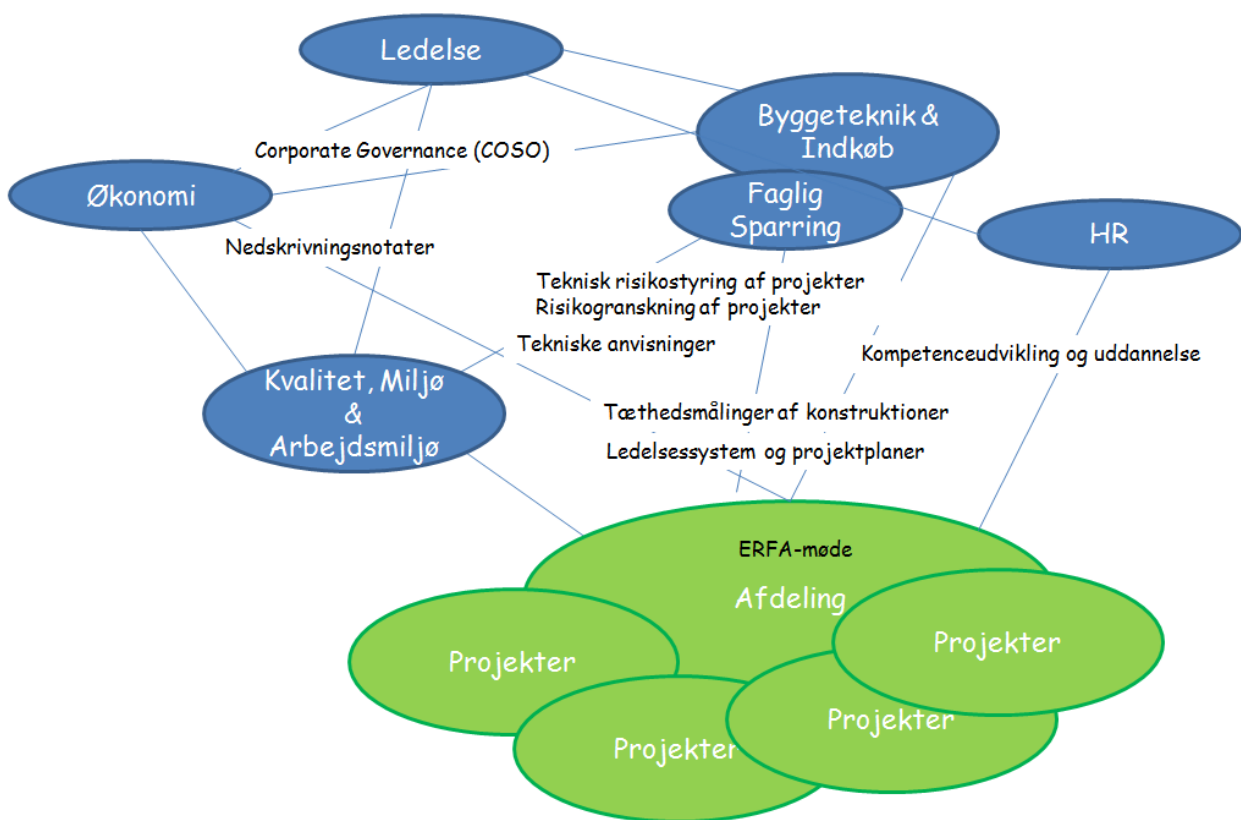 Ledelse
Byggeteknik &
Indkøb
Corporate Governance (COSO)
Økonomi
Faglig
Sparring
HR
Nedskrivningsnotater
Teknisk risikostyring af projekter
Risikogranskning af projekter
Tekniske anvisninger
Kompetenceudvikling og uddannelse
Kvalitet, Miljø
&
Arbejdsmiljø
Tæthedsmålinger af konstruktioner
Ledelsessystem og projektplaner
ERFA-møde
Afdeling
Projekter
Projekter
Projekter
Projekter